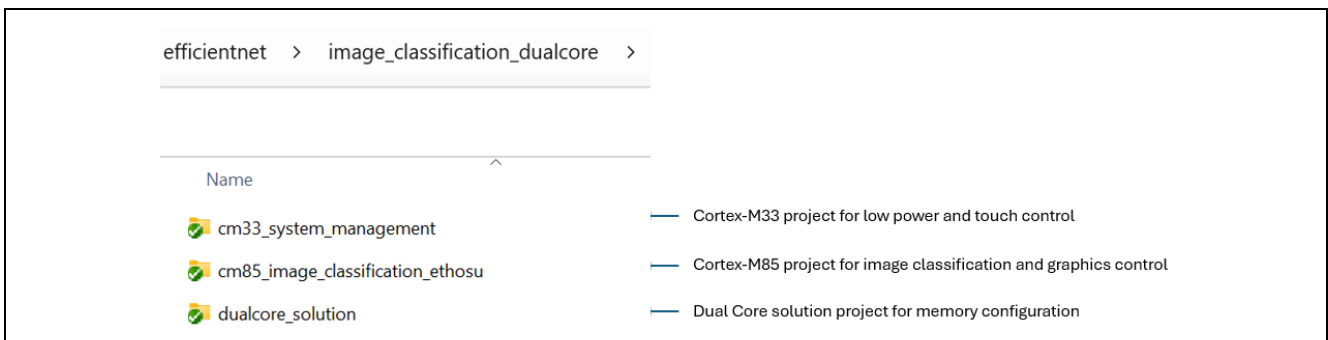 efficientnet > image_classification_dualcore >
Name
cm33_system_management Cortex-M33 project for low power and touch control
cm85_image_classification_ethosu Cortex-M85 project for image classification and graphics control
dualcore_solution Dual Core solution project for memory configuration